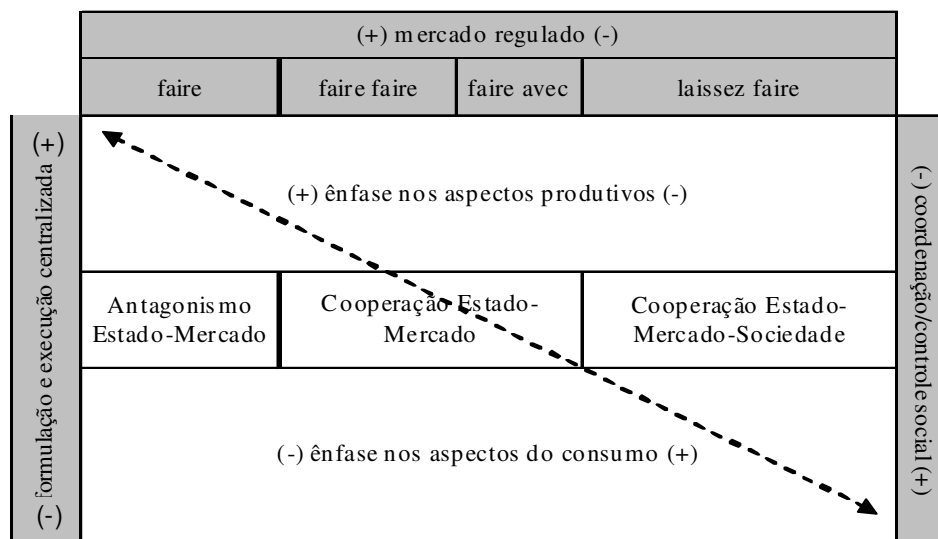 (+) mercado regulado (-)
faire
faire faire
faire avec
laissez faire
(+)
formulação e execução centralizada
(-)
(+) ênfase nos aspectos produtivos (-)
Antagonismo
Estado-Mercado
Cooperação Estado-
Mercado
Cooperação Estado-
Mercado-Sociedade
(-) ênfase nos aspectos do consumo (+)
(-) coordenação/controle social (+)